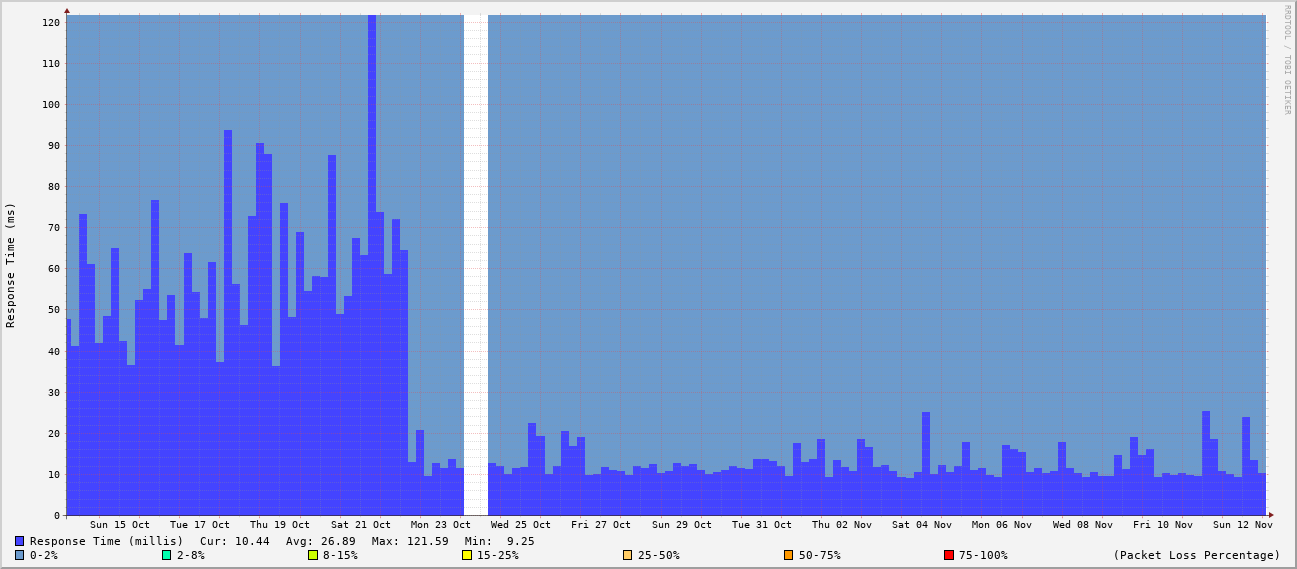 RRDTOOL / TOBI OETIKER
Response Time (ms)
120
110
100
90
80
70
60
50
40
30
20
10
0
Sun 15 Oct Tue 17 Oct Thu 19 Oct Sat 21 Oct Mon 23 Oct Wed 25 Oct Fri 27 Oct Sun 29 Oct Tue 31 Oct Thu 02 Nov Sat 04 Nov Mon 06 Nov Wed 08 Nov Fri 10 Nov Sun 12 Nov
Response Time (millis) Cur: 10.44 Avg: 26.89 Max: 121.59 Min: 9.25
0-2% 2-8% 8-15% 15-25% 25-50% 50-75% 75-100% (Packet Loss Percentage)